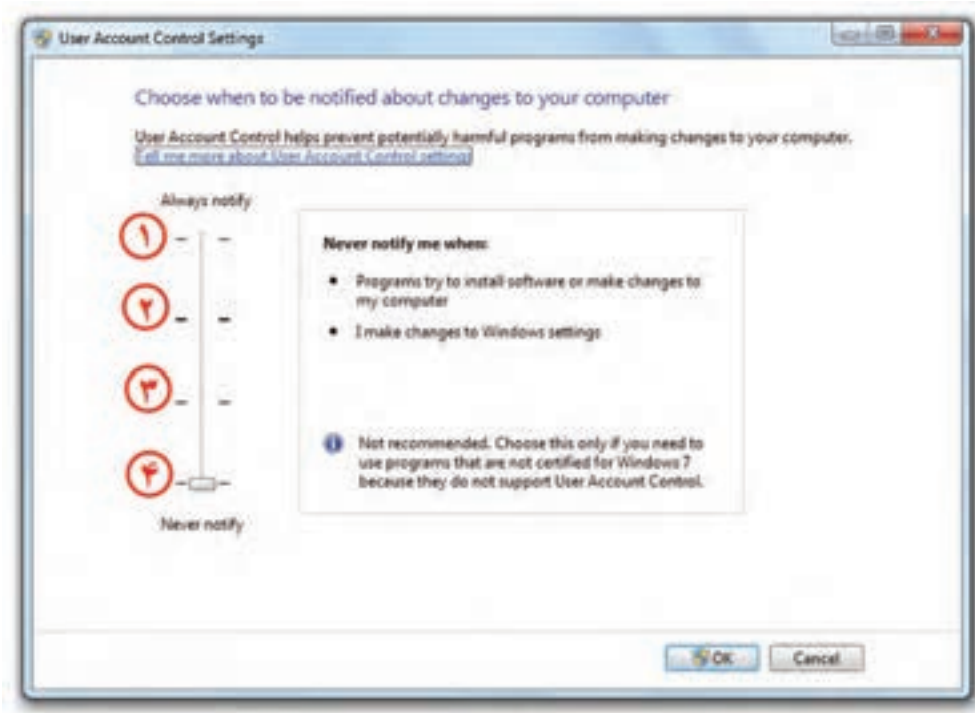 User Account Control Settings
Choose when to be notified about changes to your computer
User Account Control helps prevent potentially harmful programs from making changes to your computer.
Tell me more about User Account Control settings
Always notify
۱
۲
۳
۴
Never notify
Never notify me when:
• Programs try to install software or make changes to
my computer
• I make changes to Windows settings
Not recommended. Choose this only if you need to
use programs that are not certified for Windows 7
because they do not support User Account Control.
OK
Cancel